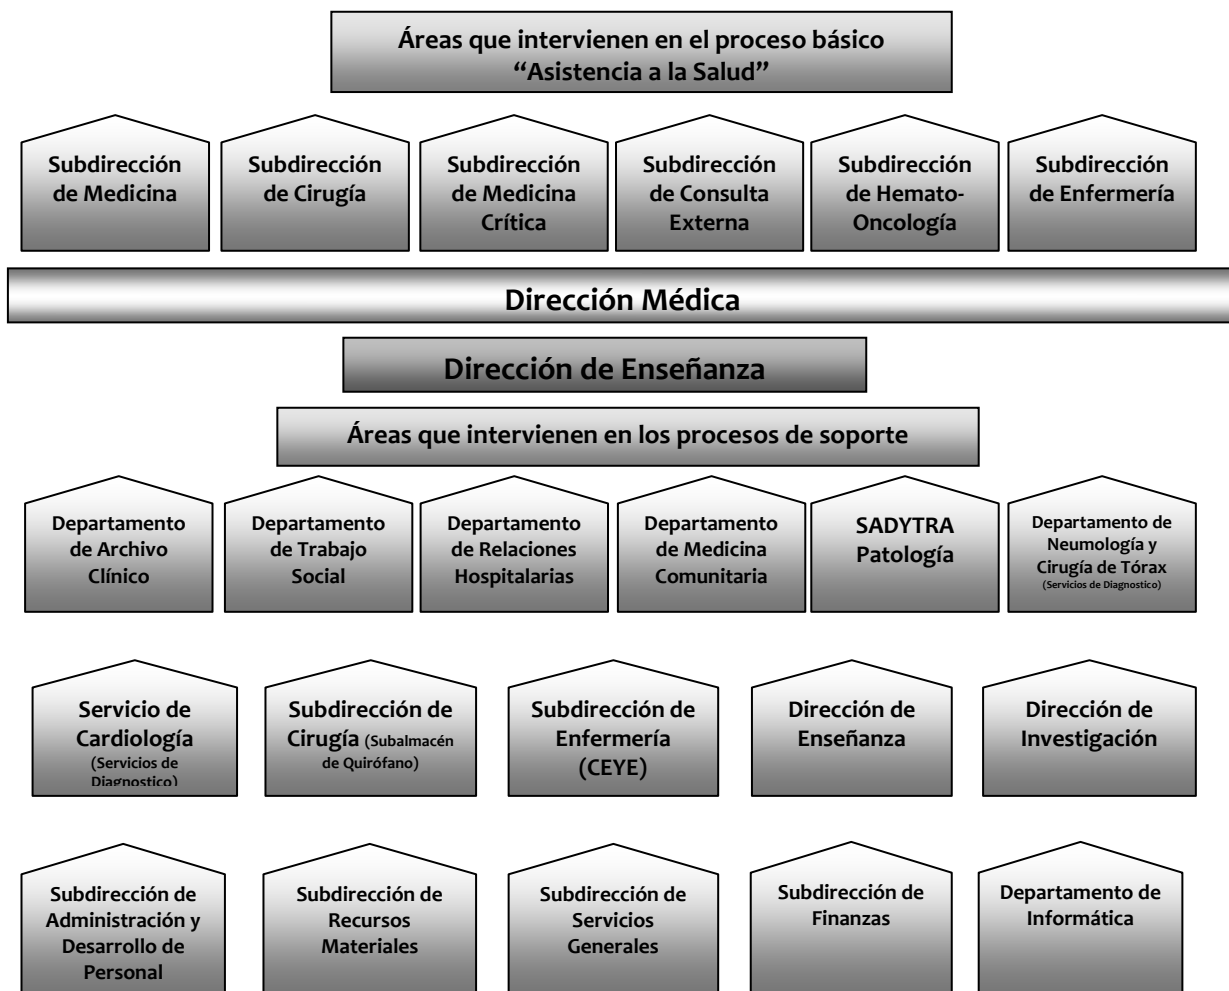 Áreas que intervienen en el proceso básico
“Asistencia a la Salud”
Subdirección
de Medicina
Subdirección
de Cirugía
Subdirección
de Medicina
Crítica
Subdirección
de Consulta
Externa
Subdirección
de Hemato-
Oncología
Subdirección
de Enfermería
Dirección Médica
Dirección de Enseñanza
Áreas que intervienen en los procesos de soporte
Departamento
de Archivo
Clínico
Departamento
de Trabajo
Social
Departamento
de Relaciones
Hospitalarias
Departamento
de Medicina
Comunitaria
SADYTRA
Patología
Departamento de
Neumología y
Cirugía de Tórax
(Servicios de Diagnostico)
Servicio de
Cardiología
(Servicios de
Diagnostico)
Subdirección de
Cirugía (Subalmacén
de Quirófano)
Subdirección de
Enfermería
(CEYE)
Dirección de
Enseñanza
Dirección de
Investigación
Subdirección de
Administración y
Desarrollo de
Personal
Subdirección de
Recursos
Materiales
Subdirección de
Servicios
Generales
Subdirección de
Finanzas
Departamento de
Informática